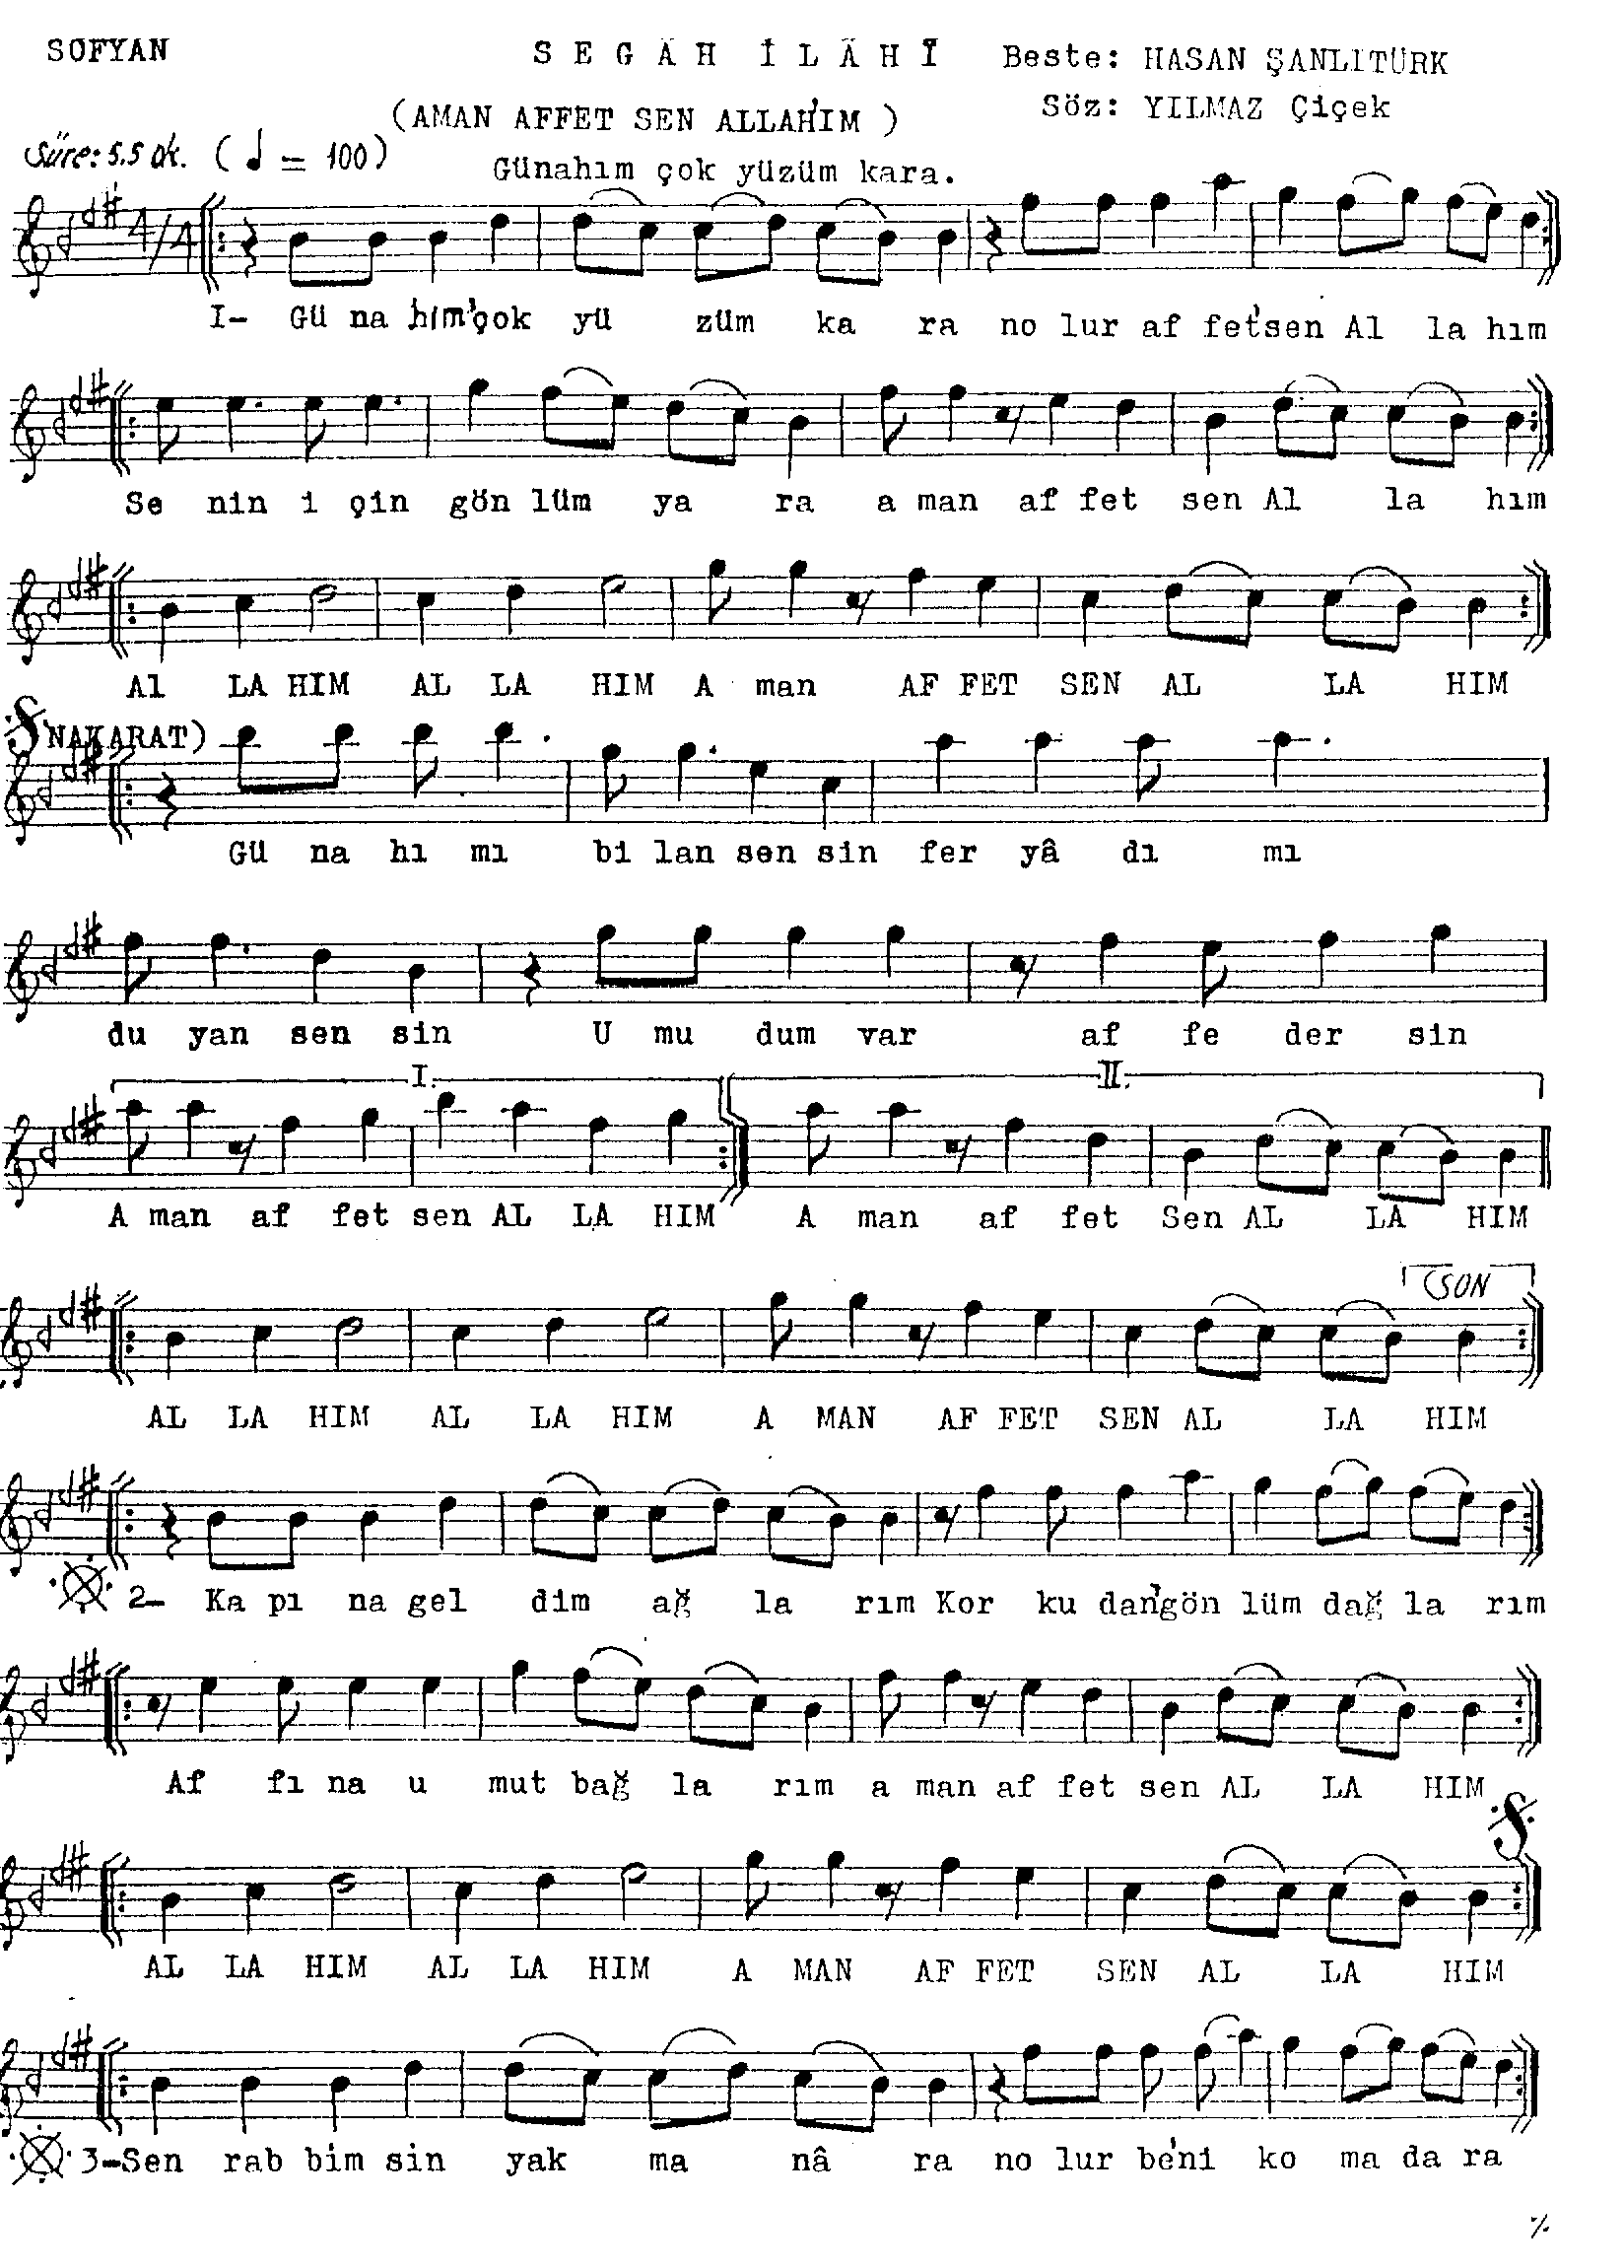 SOFYAN
SEGÂH İLÂHÎ
Beste: HASAN ŞANLITÜRK
(AMAN AFFET SEN ALLAH'IM )
Söz: YILMAZ Çiçek
Süre: 5.5 dk. ( ♩ = 100)
Günahım çok yüzüm kara.
4/4
I- Gü na hım'çok yü züm ka ra no lur af fet'sen Al la hım
Se nin i çin gön lüm ya ra a man af fet sen Al la hım
Al LA HIM AL LA HIM A man AF FET SEN AL LA HIM
NAKARAT)
Gü na hı mı bi lan sen sin fer yâ dı mı
du yan sen sin U mu dum var af fe der sin
I. II.
A man af fet sen AL LA HIM A man af fet Sen AL LA HIM
(SON
AL LA HIM AL LA HIM A MAN AF FET SEN AL LA HIM
2- Ka pı na gel dim ağ la rım Kor ku dan'gön lüm dağ la rım
Af fı na u mut bağ la rım a man af fet sen AL LA HIM
AL LA HIM AL LA HIM A MAN AF FET SEN AL LA HIM
3-Sen rab bim sin yak ma nâ ra no lur be'ni ko ma da ra
./.